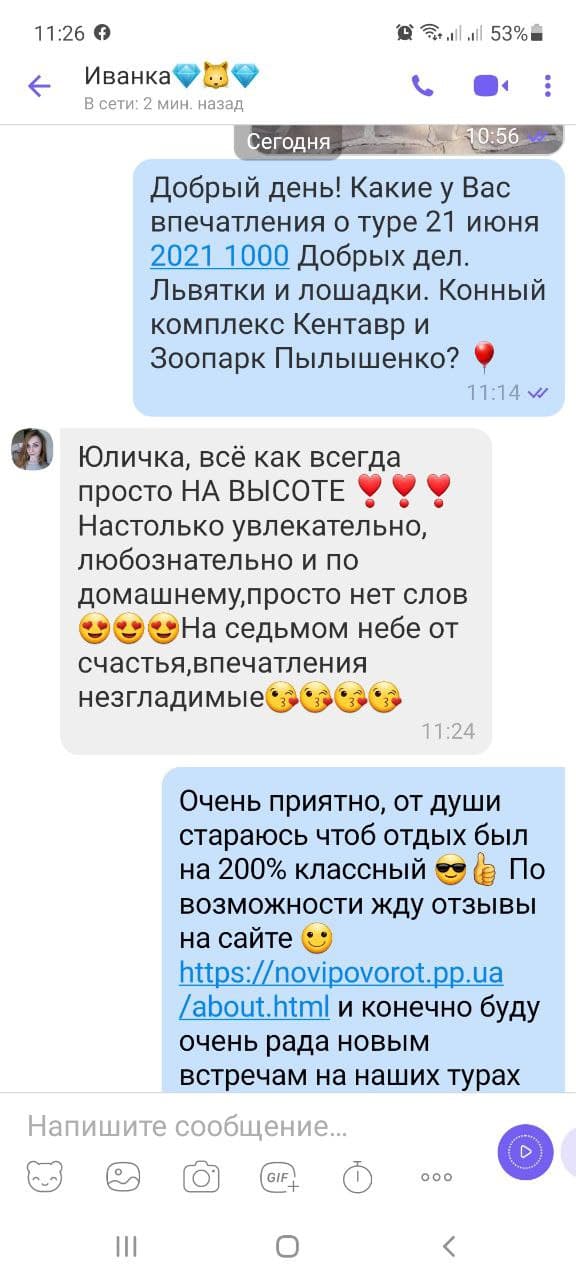 11:26
53%
Иванка
В сети: 2 мин. назад
Сегодня
10:56
Добрый день! Какие у Вас
впечатления о туре 21 июня
2021 1000 Добрых дел.
Львятки и лошадки. Конный
комплекс Кентавр и
Зоопарк Пылышенко? 🎈
11:14
Юличка, всё как всегда
просто НА ВЫСОТЕ ❣️❣️❣️
Настолько увлекательно,
любознательно и по
домашнему,просто нет слов
😍😍😍На седьмом небе от
счастья,впечатления
незгладимые😘😘😘😘
11:24
Очень приятно, от души
стараюсь чтоб отдых был
на 200% классный 😎👍 По
возможности жду отзывы
на сайте 🙂
https://novipovorot.pp.ua
/about.html и конечно буду
очень рада новым
встречам на наших турах
Напишите сообщение...
GIF